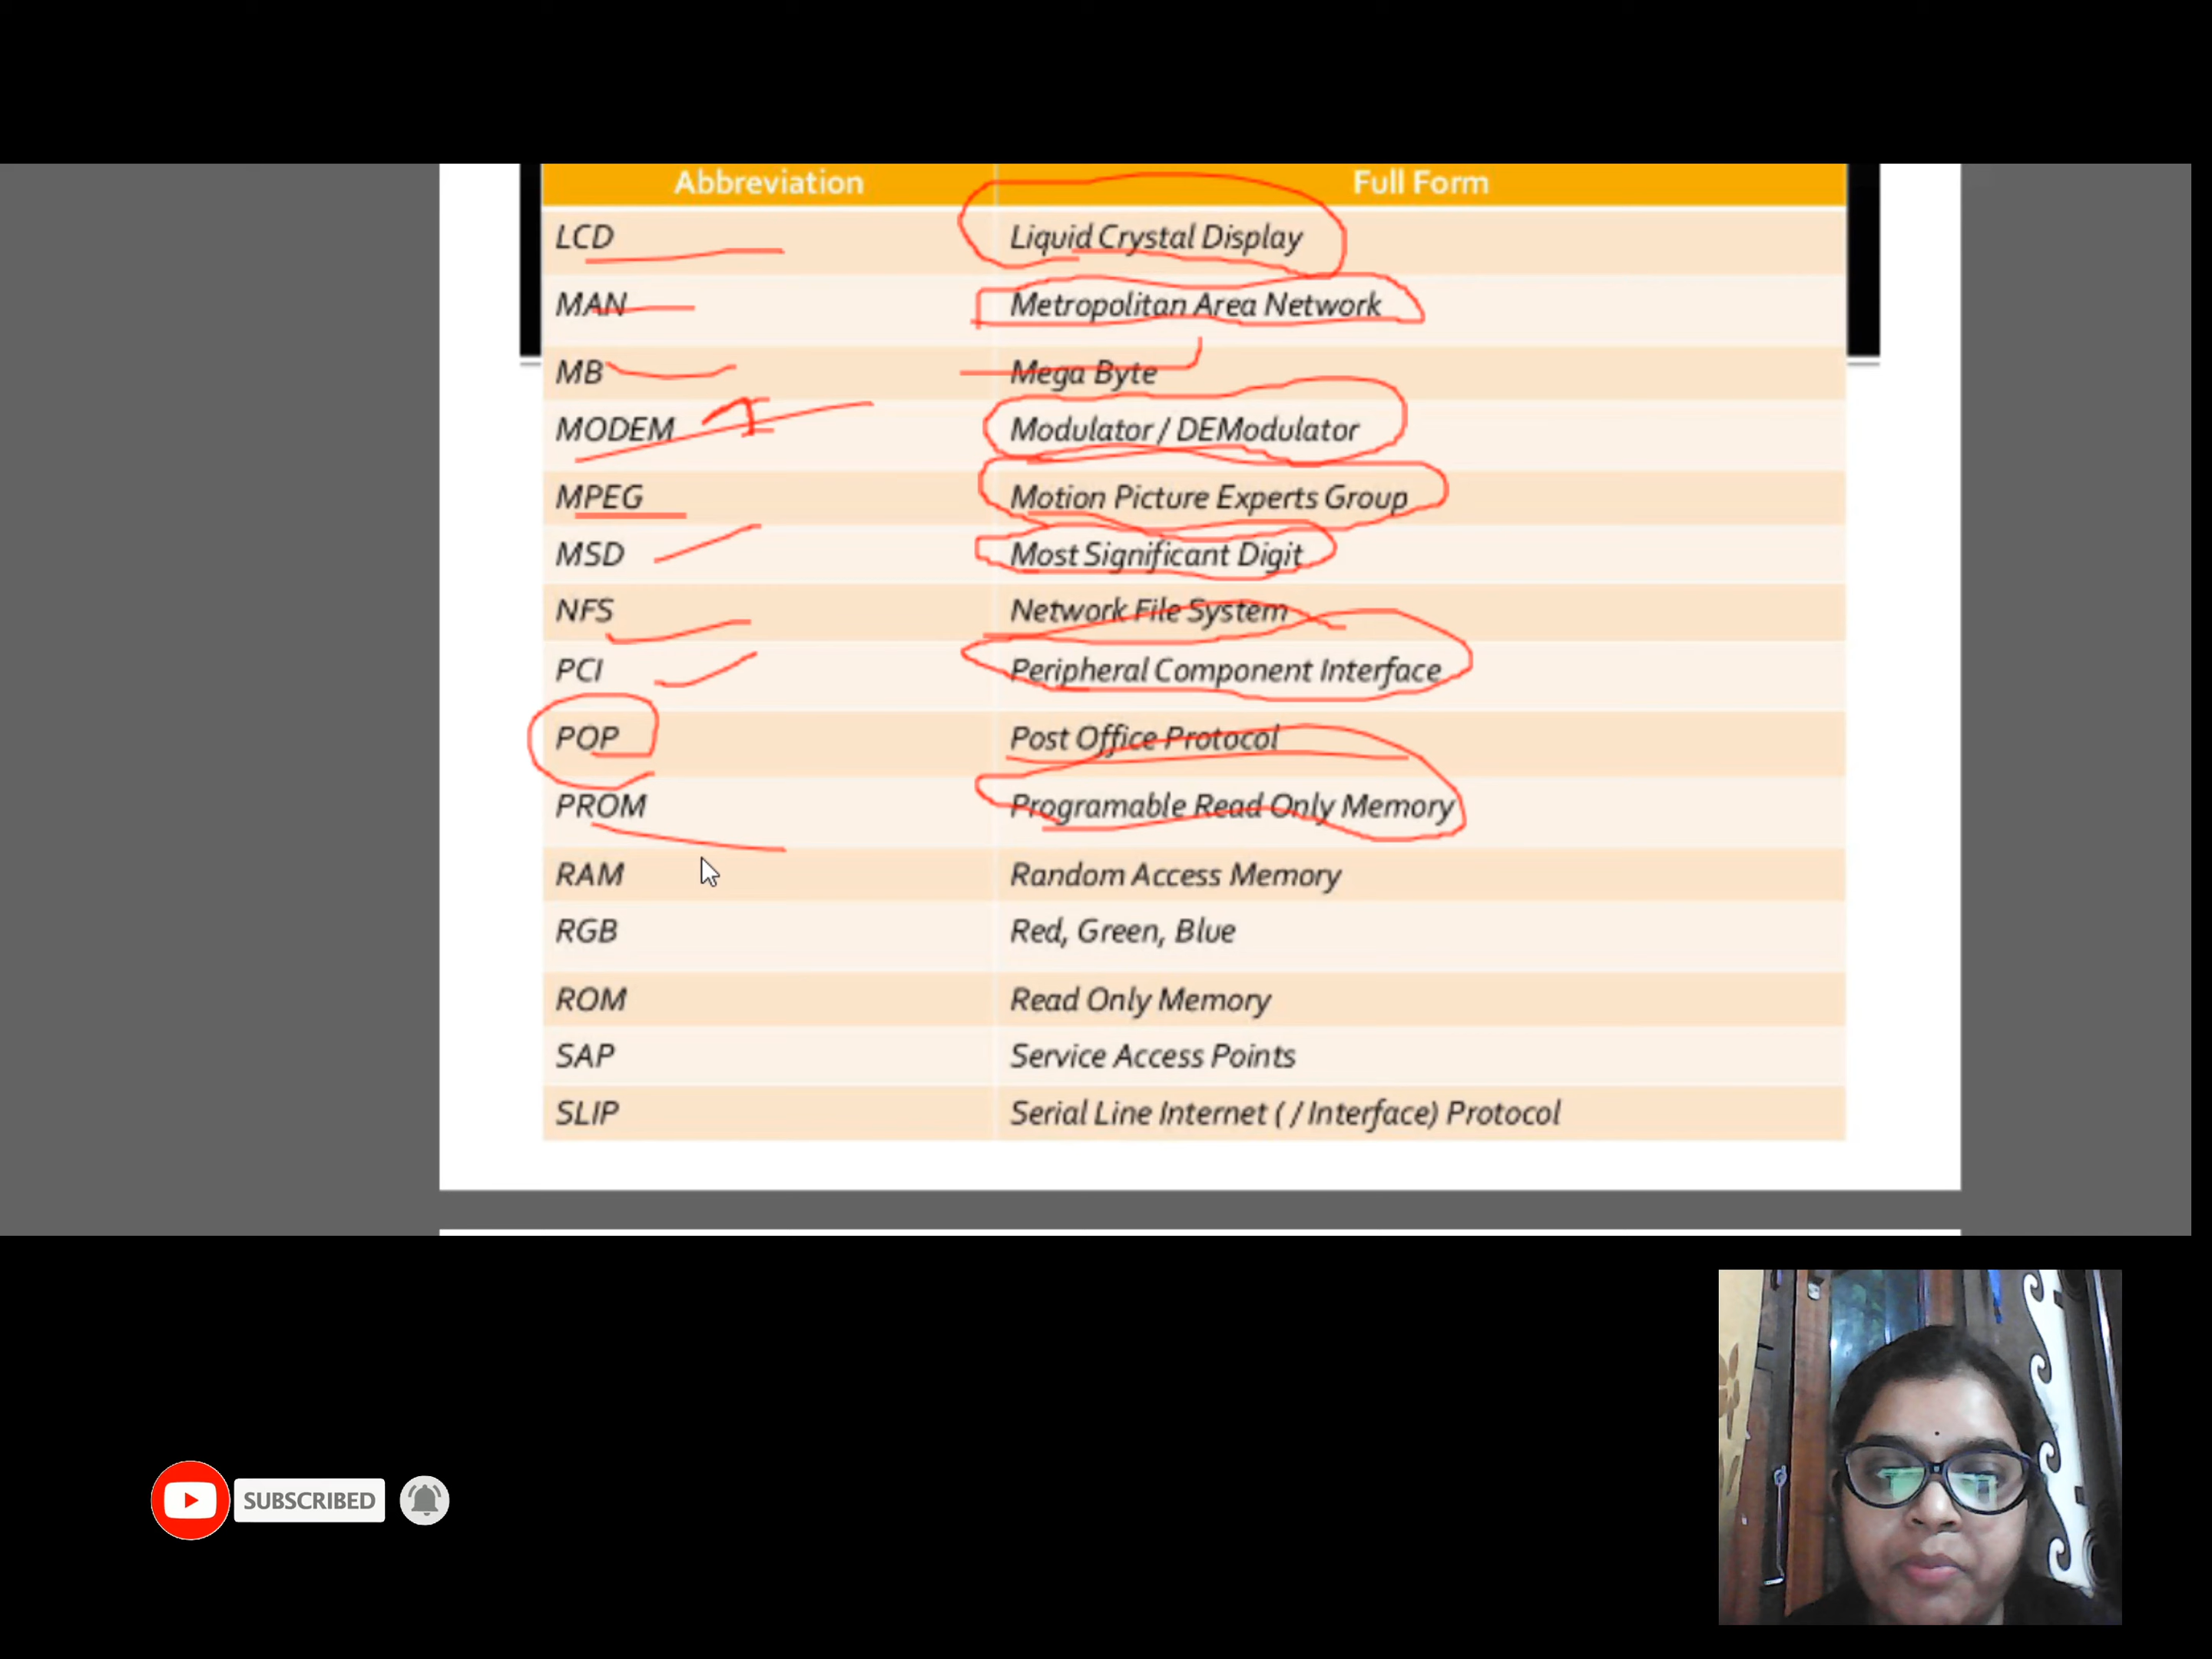 Abbreviation Full Form
LCD Liquid Crystal Display
MAN Metropolitan Area Network
MB Mega Byte
MODEM Modulator / DEModulator
MPEG Motion Picture Experts Group
MSD Most Significant Digit
NFS Network File System
PCI Peripheral Component Interface
POP Post Office Protocol
PROM Programable Read Only Memory
RAM Random Access Memory
RGB Red, Green, Blue
ROM Read Only Memory
SAP Service Access Points
SLIP Serial Line Internet ( / Interface) Protocol
SUBSCRIBED